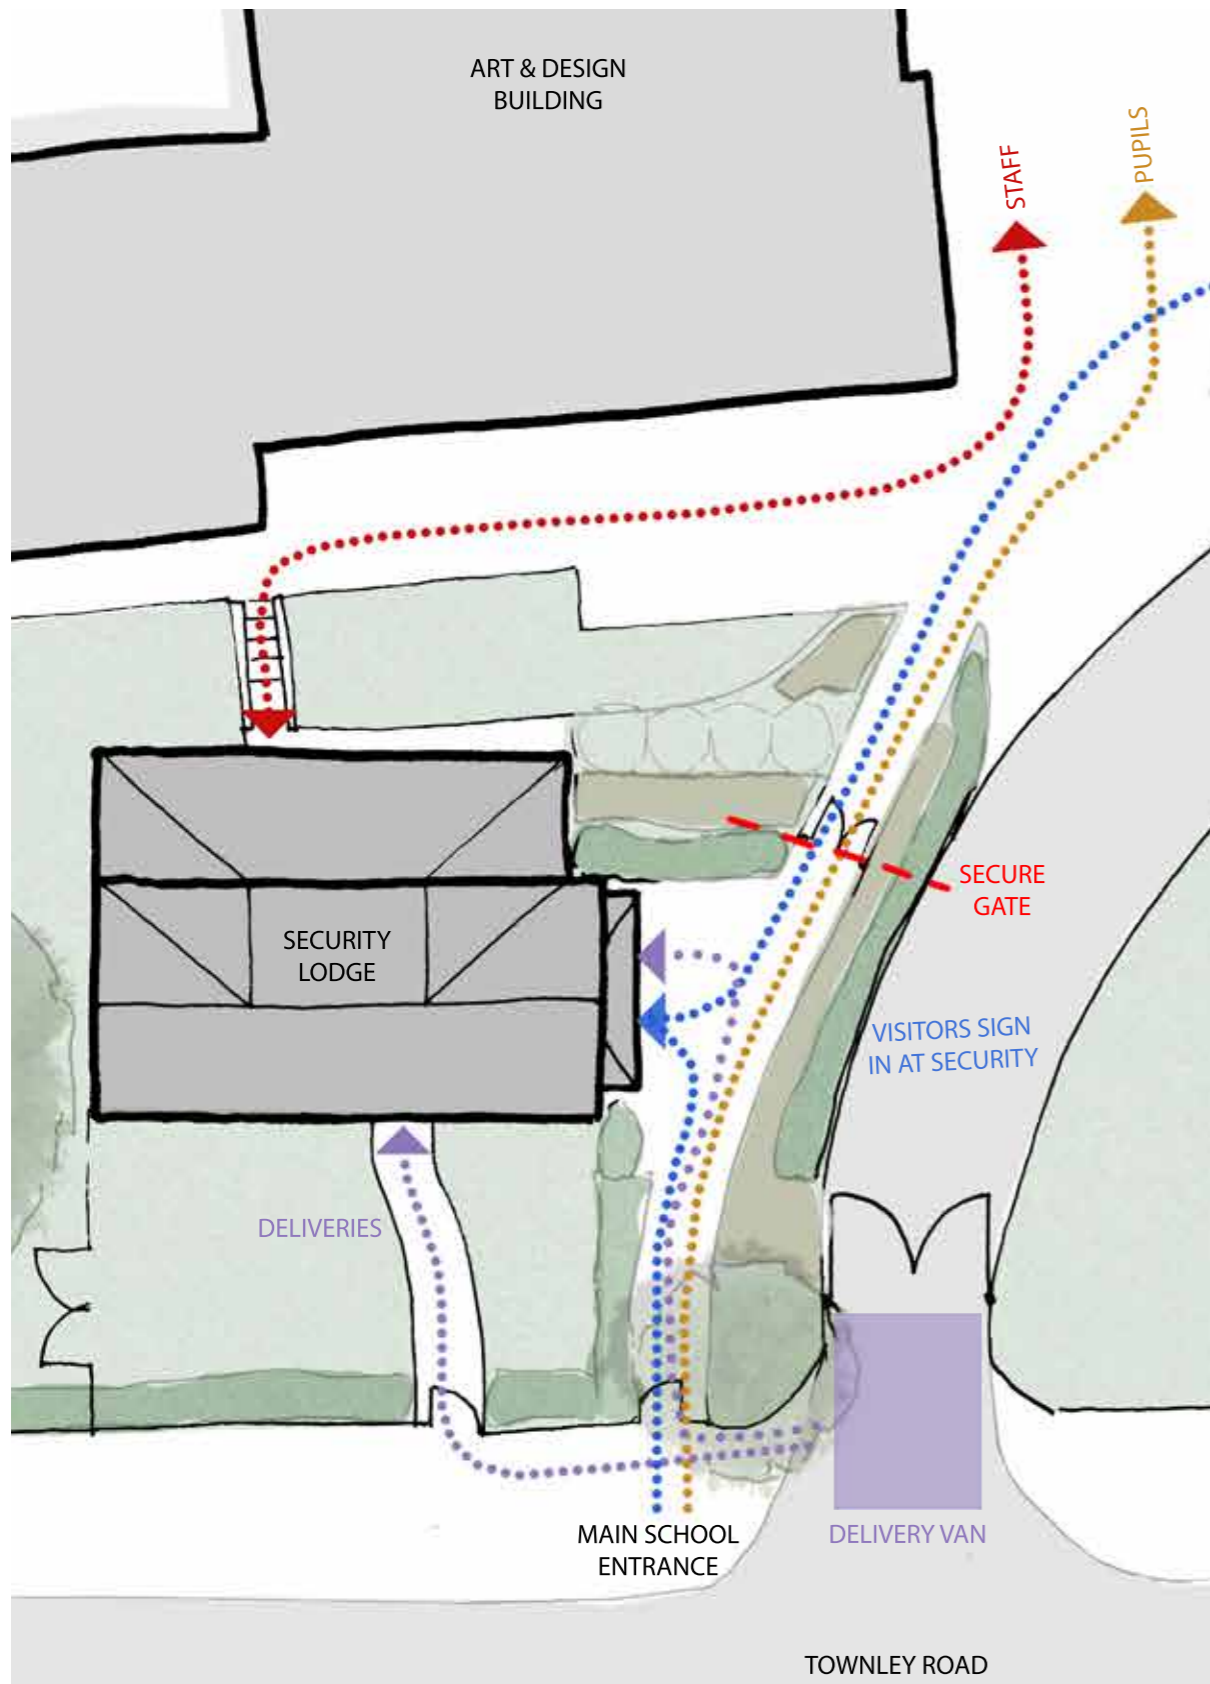 ART & DESIGN
BUILDING
STAFF
PUPILS
SECURE
GATE
SECURITY
LODGE
VISITORS SIGN
IN AT SECURITY
DELIVERIES
MAIN SCHOOL
ENTRANCE
DELIVERY VAN
TOWNLEY ROAD